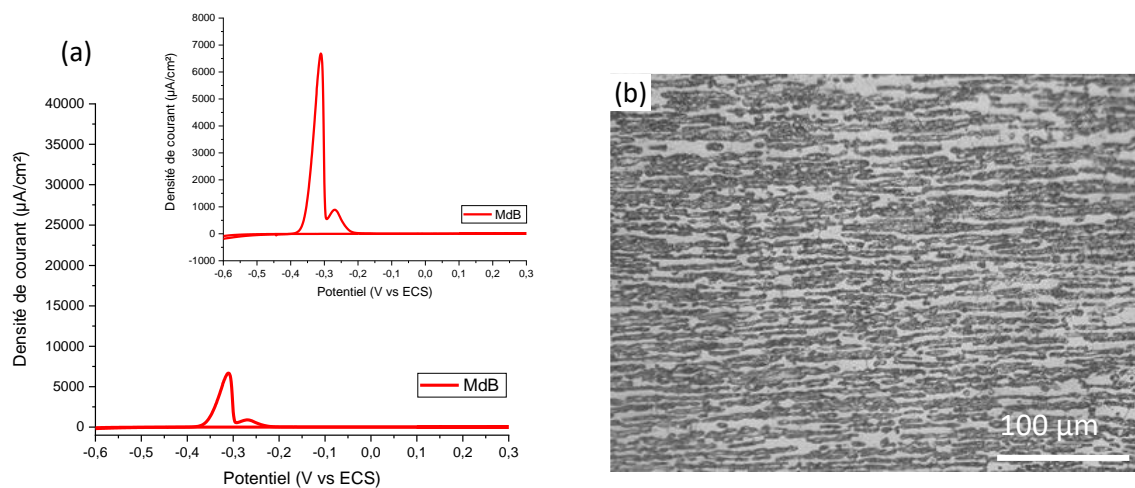 (a)
8000
7000
6000
5000
4000
3000
2000
1000
0
-1000
Densité de courant (µA/cm²)
MdB
-0,6 -0,5 -0,4 -0,3 -0,2 -0,1 0,0 0,1 0,2 0,3
Potentiel (V vs ECS)
40000
35000
30000
25000
20000
15000
10000
5000
0
Densité de courant (µA/cm²)
MdB
-0,6 -0,5 -0,4 -0,3 -0,2 -0,1 0,0 0,1 0,2 0,3
Potentiel (V vs ECS)
(b)
100 µm